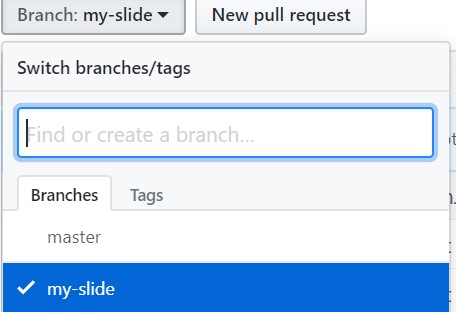 Branch: my-slide
New pull request
Switch branches/tags
Find or create a branch...
Branches
Tags
master
my-slide